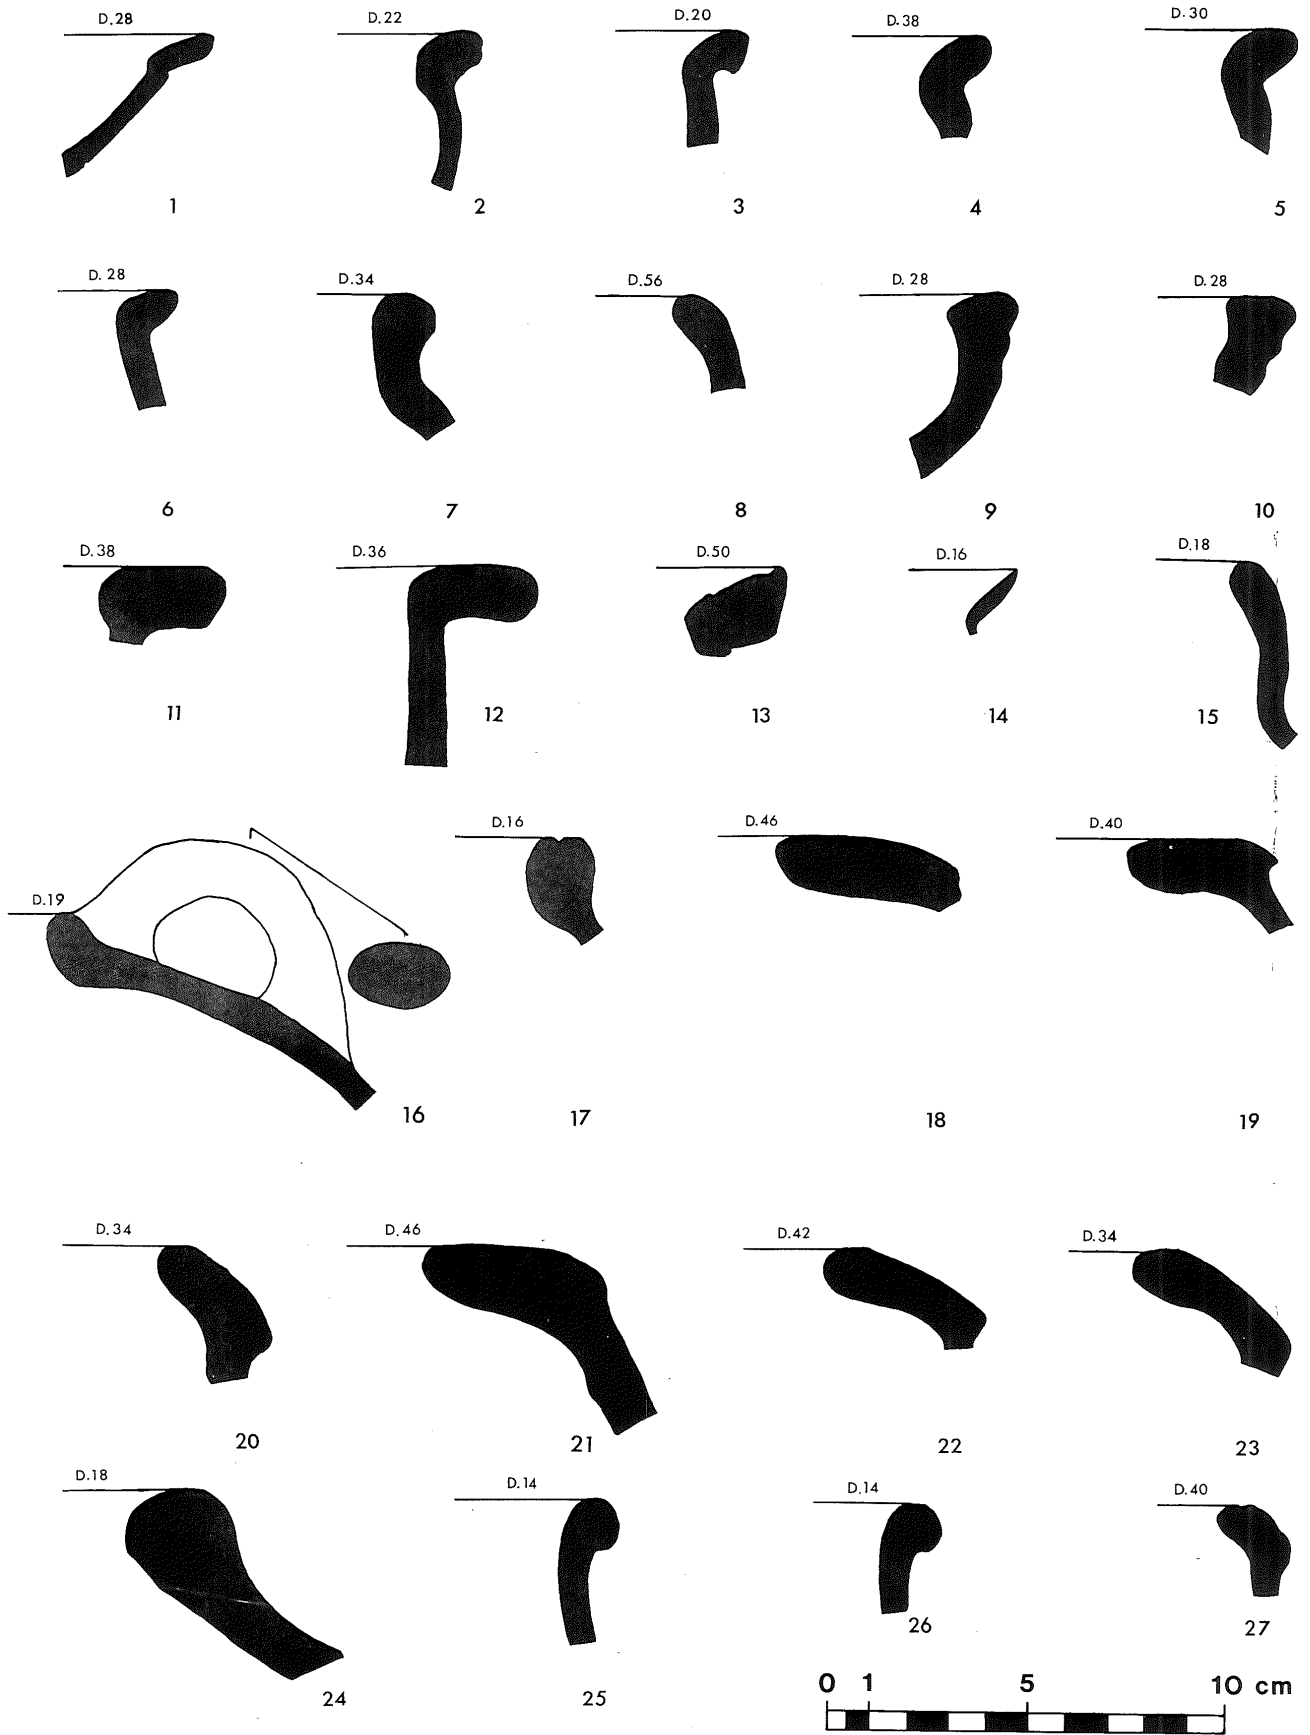 D.28 D.22 D.20 D.38 D.30
1 2 3 4 5
D.28 D.34 D.56 D.28 D.28
6 7 8 9 10
D.38 D.36 D.50 D.16 D.18
11 12 13 14 15
D.19 D.16 D.46 D.40
16 17 18 19
D.34 D.46 D.42 D.34
20 21 22 23
D.18 D.14 D.14 D.40
24 25 26 27
0 1 5 10 cm